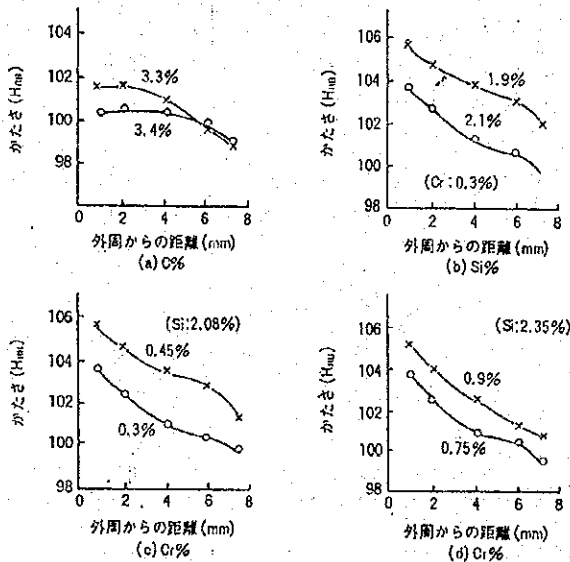 かたさ (HRB)
102
100
98
3.3%
3.4%
0 2 4 6 8
外周からの距離(mm)
(a) C%
かたさ (HRB)
106
104
102
100
98
1.9%
2.1%
(Cr:0.3%)
0 2 4 6 8
外周からの距離(mm)
(b) Si%
かたさ
106
104
102
100
98
(Si:2.08%)
0.45%
0.3%
0 2 4 6 8
外周からの距離(mm)
(c) Cr%
かたさ
106
104
102
100
98
(Si:2.35%)
0.9%
0.75%
0 2 4 6 8
外周からの距離(mm)
(d) Cr%